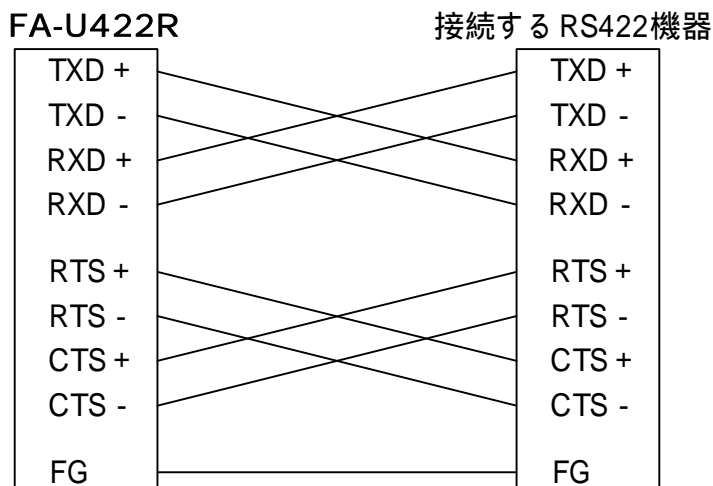 FA-U422R
接続する RS422機器
TXD + TXD +
TXD - TXD -
RXD + RXD +
RXD - RXD -
RTS + RTS +
RTS - RTS -
CTS + CTS +
CTS - CTS -
FG FG